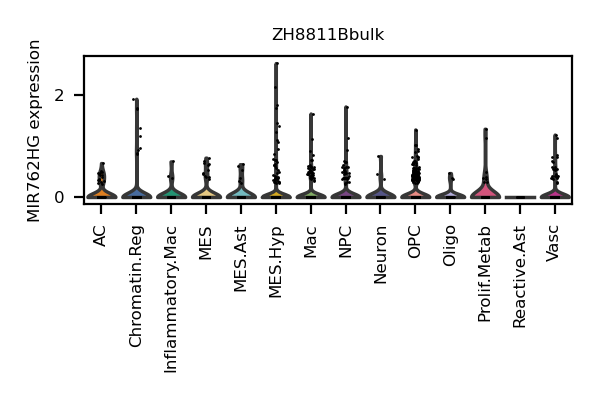 ZH8811Bbulk
MIR762HG expression
2
0
AC
Chromatin.Reg
Inflammatory.Mac
MES
MES.Ast
MES.Hyp
Mac
NPC
Neuron
OPC
Oligo
Prolif.Metab
Reactive.Ast
Vasc